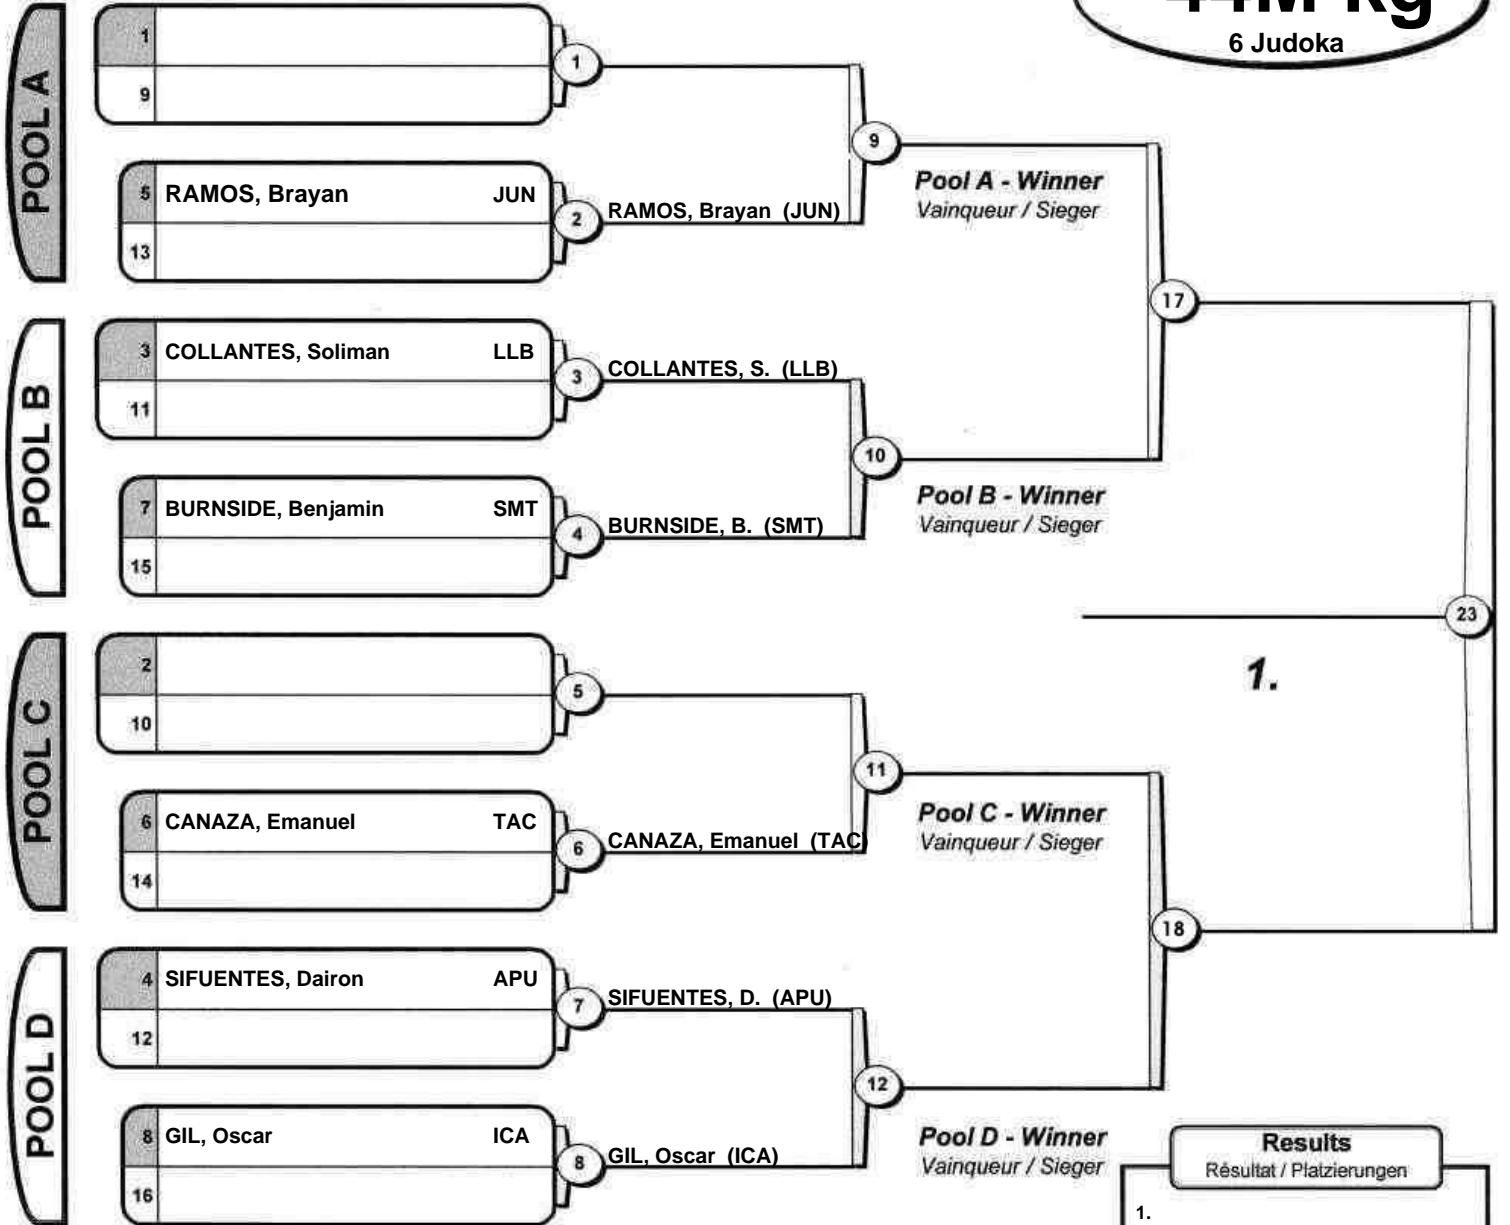 44M kg
6 Judoka
POOL A
1
9
1
5 RAMOS, Brayan JUN
13
2
RAMOS, Brayan (JUN)
9
Pool A - Winner
Vainqueur / Sieger
17
POOL B
3 COLLANTES, Soliman LLB
11
3
COLLANTES, S. (LLB)
7 BURNSIDE, Benjamin SMT
15
4
BURNSIDE, B. (SMT)
10
Pool B - Winner
Vainqueur / Sieger
23
1.
POOL C
2
10
5
6 CANAZA, Emanuel TAC
14
6
CANAZA, Emanuel (TAC)
11
Pool C - Winner
Vainqueur / Sieger
18
POOL D
4 SIFUENTES, Dairon APU
12
7
SIFUENTES, D. (APU)
8 GIL, Oscar ICA
16
8
GIL, Oscar (ICA)
12
Pool D - Winner
Vainqueur / Sieger
Results
Résultat / Platzierungen
1.